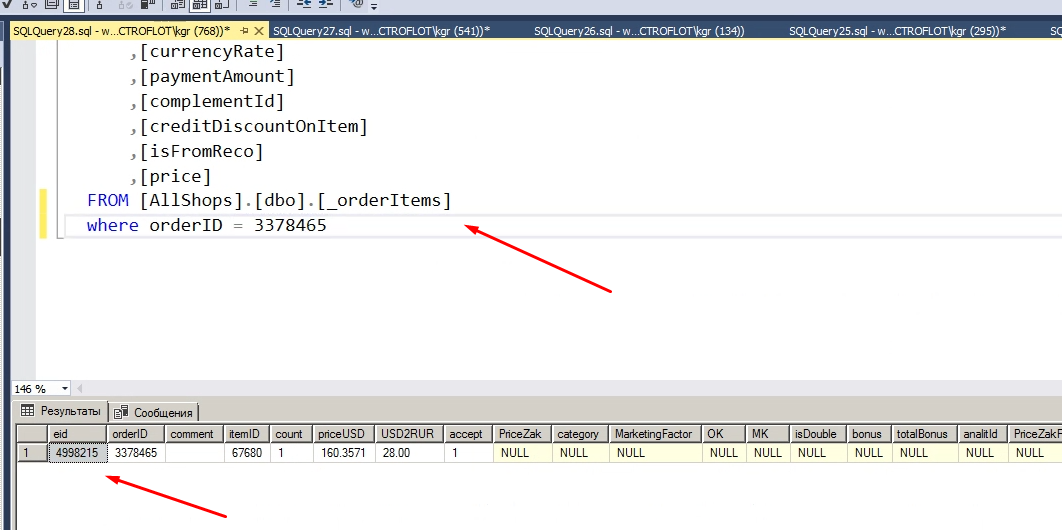 SQLQuery28.sql - w...CTROFLOT\kgr (768))* SQLQuery27.sql - w...CTROFLOT\kgr (541))* SQLQuery26.sql - w...CTROFLOT\kgr (134)) SQLQuery25.sql - w...CTROFLOT\kgr (295))*
,[currencyRate]
,[paymentAmount]
,[complementId]
,[creditDiscountOnItem]
,[isFromReco]
,[price]
FROM [AllShops].[dbo].[_orderItems]
where orderID = 3378465
146 %
Результаты Сообщения
eid orderID comment itemID count priceUSD USD2RUR accept PriceZak category MarketingFactor OK MK isDouble bonus totalBonus analitId
1 4998215 3378465 67680 1 160.3571 28.00 1 NULL NULL NULL NULL NULL NULL NULL NULL NULL NULL